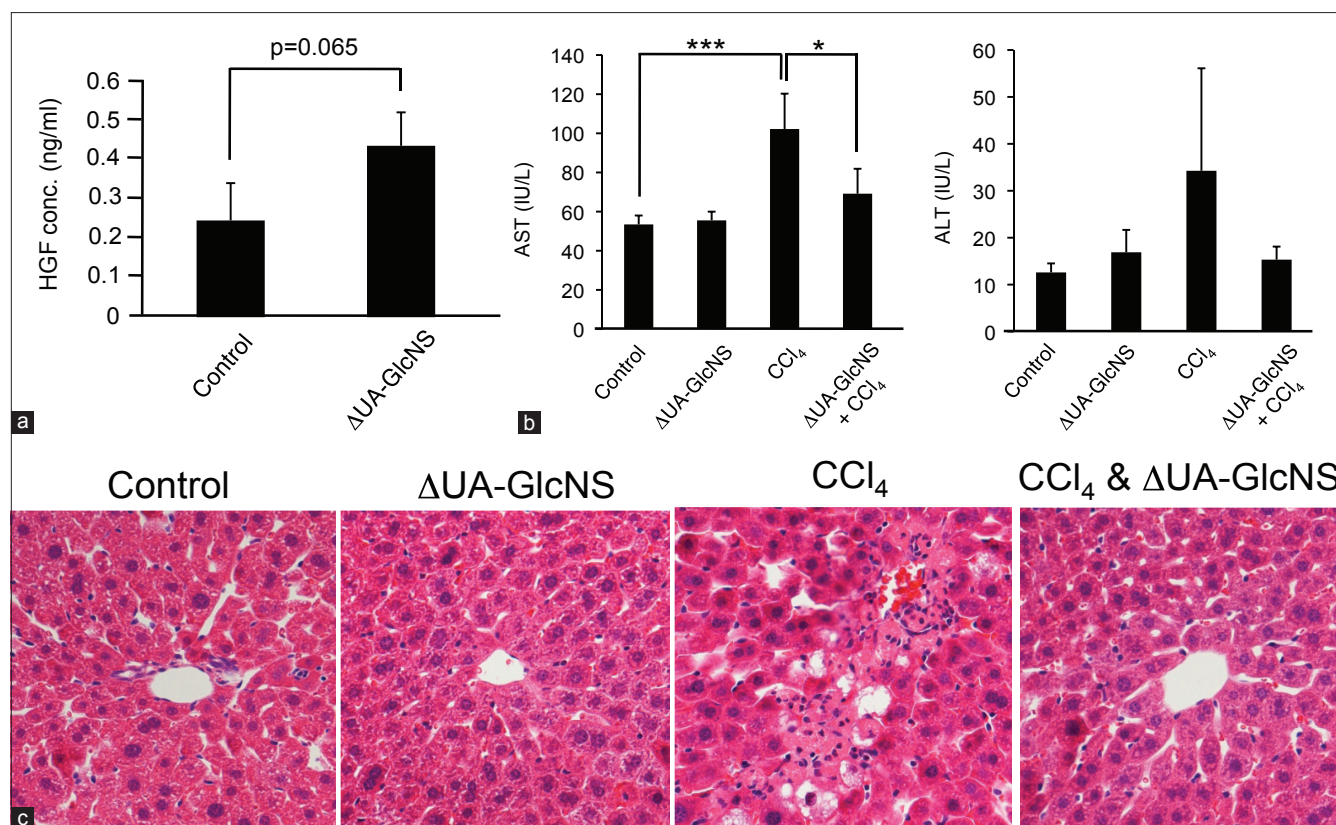 p=0.065
HGF conc. (ng/ml)
0.6
0.5
0.4
0.3
0.2
0.1
0
Control
ΔUA-GlcNS
a
*** *
AST (IU/L)
140
120
100
80
60
40
20
0
Control
ΔUA-GlcNS
CCl₄
ΔUA-GlcNS
+ CCl₄
b
ALT (IU/L)
60
50
40
30
20
10
0
Control
ΔUA-GlcNS
CCl₄
ΔUA-GlcNS
+ CCl₄
Control ΔUA-GlcNS CCl₄ CCl₄ & ΔUA-GlcNS
c